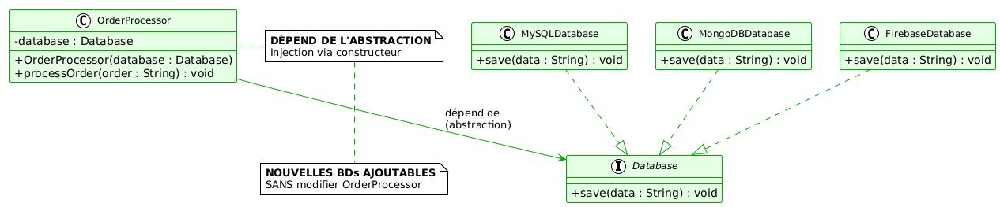 C OrderProcessor
-database : Database
+OrderProcessor(database : Database)
+processOrder(order : String) : void
DÉPEND DE L'ABSTRACTION
Injection via constructeur
C MySQLDatabase
+save(data : String) : void
C MongoDBDatabase
+save(data : String) : void
C FirebaseDatabase
+save(data : String) : void
dépend de
(abstraction)
NOUVELLES BDs AJOUTABLES
SANS modifier OrderProcessor
I Database
+save(data : String) : void